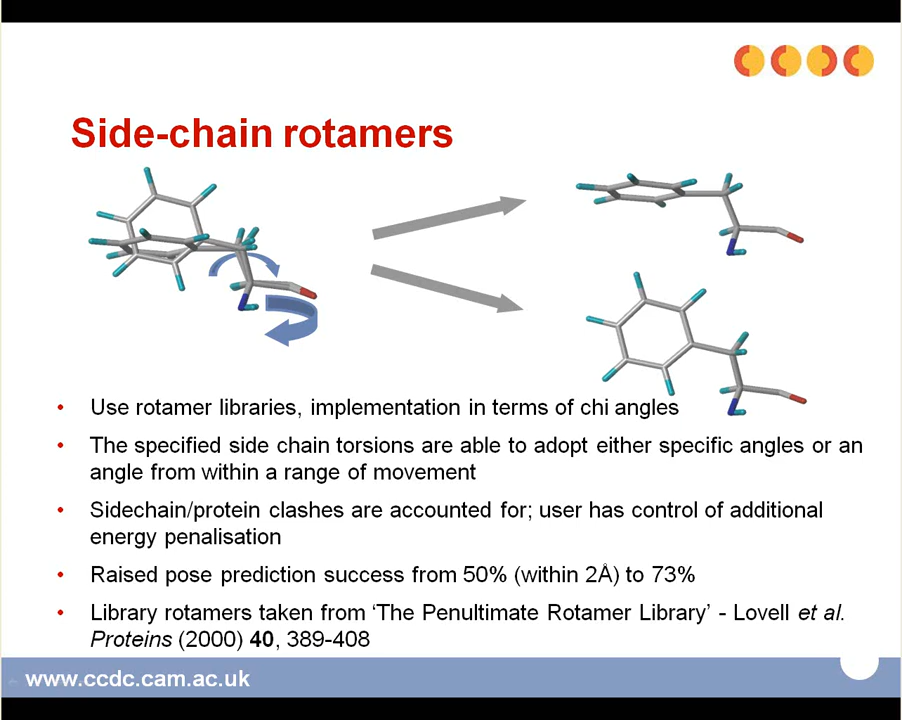 Side-chain rotamers
• Use rotamer libraries, implementation in terms of chi angles
• The specified side chain torsions are able to adopt either specific angles or an
angle from within a range of movement
• Sidechain/protein clashes are accounted for; user has control of additional
energy penalisation
• Raised pose prediction success from 50% (within 2Å) to 73%
• Library rotamers taken from ‘The Penultimate Rotamer Library’ - Lovell et al.
Proteins (2000) 40, 389-408
www.ccdc.cam.ac.uk